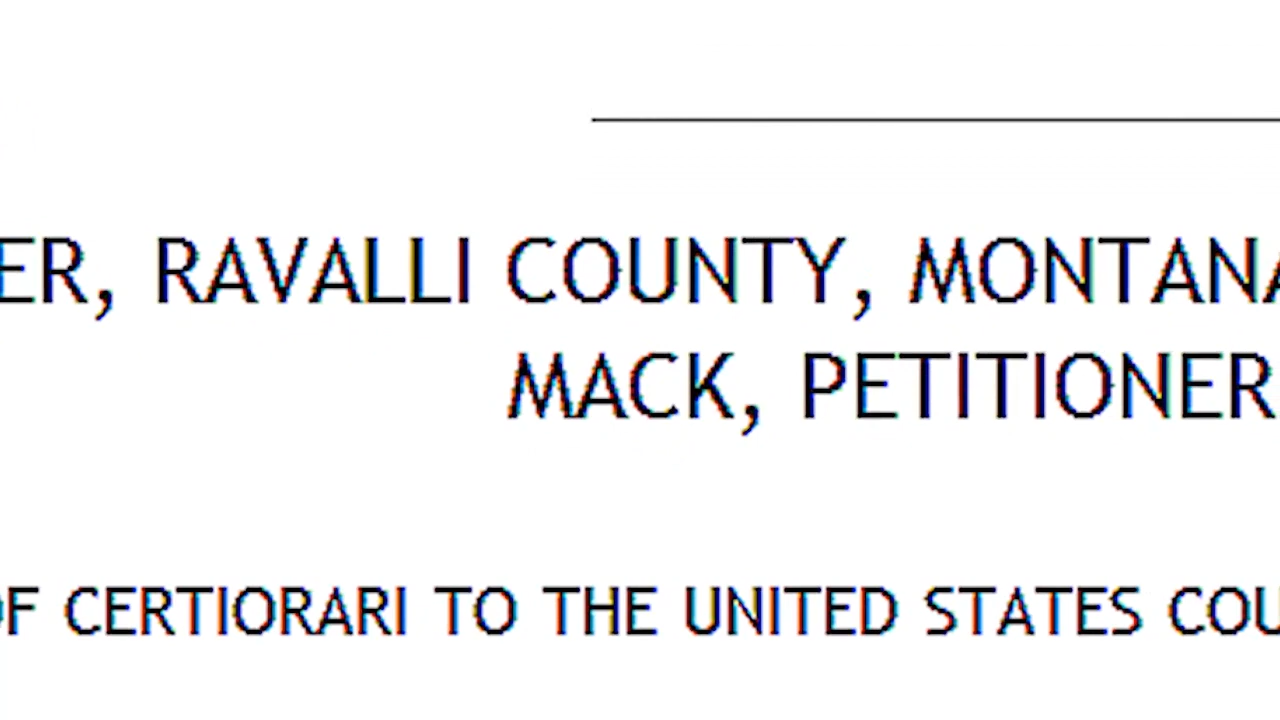 ER, RAVALLI COUNTY, MONTANA
MACK, PETITIONER
OF CERTIORARI TO THE UNITED STATES COU